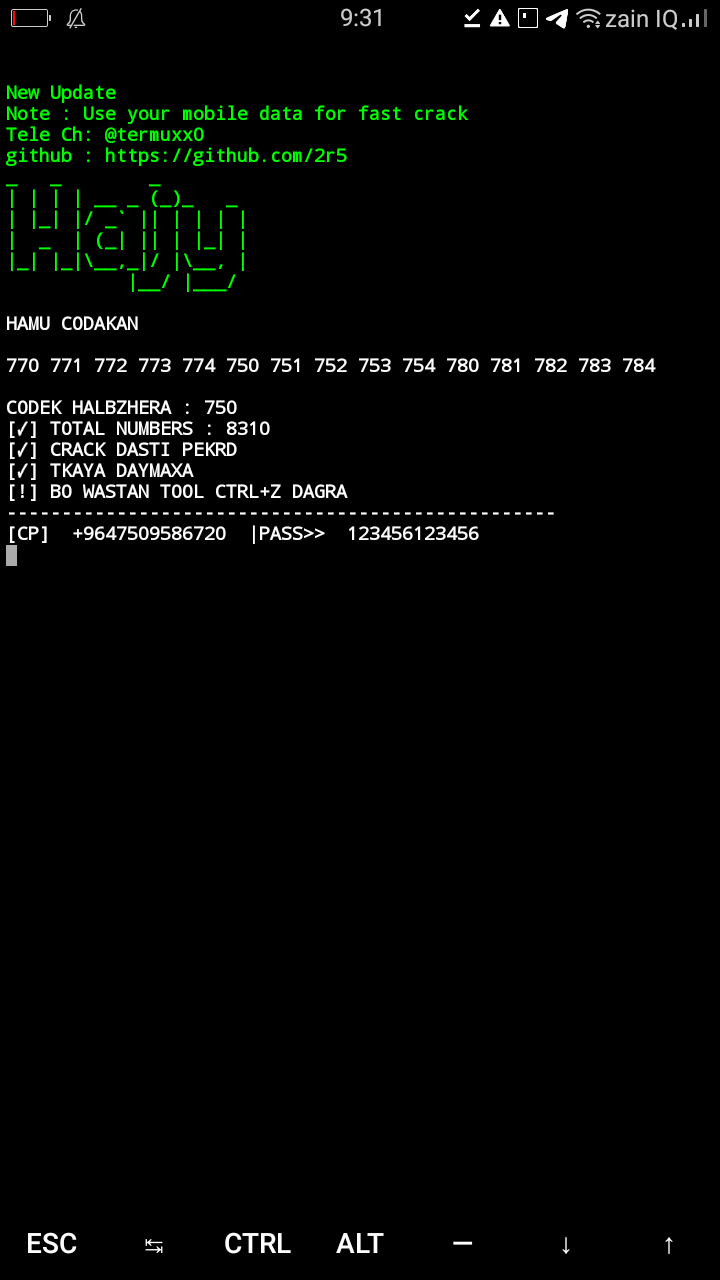 9:31 zain IQ
New Update
Note : Use your mobile data for fast crack
Tele Ch: @termuxxO
github : https://github.com/2r5
Hajy
HAMU CODAKAN
770 771 772 773 774 750 751 752 753 754 780 781 782 783 784
CODEK HALBZHERA : 750
[✓] TOTAL NUMBERS : 8310
[✓] CRACK DASTI PEKRD
[✓] TKAYA DAYMAXA
[!] BO WASTAN TOOL CTRL+Z DAGRA
--------------------------------------------------
[CP] +9647509586720 |PASS>> 123456123456
ESC ↹ CTRL ALT — ↓ ↑